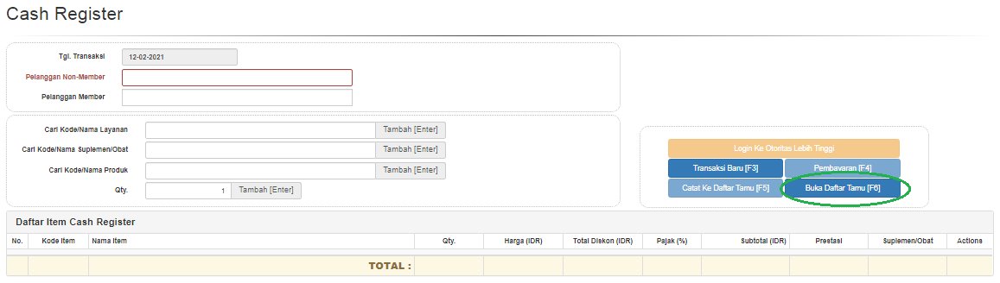 Cash Register
Tgl. Transaksi 12-02-2021
Pelanggan Non-Member
Pelanggan Member
Cari Kode/Nama Layanan Tambah [Enter]
Cari Kode/Nama Suplemen/Obat Tambah [Enter]
Cari Kode/Nama Produk Tambah [Enter]
Qty. 1 Tambah [Enter]
Login Ke Otoritas Lebih Tinggi
Transaksi Baru [F3] Pembayaran [F4]
Catat Ke Daftar Tamu [F5] Buka Daftar Tamu [F6]
Daftar Item Cash Register
No. Kode Item Nama Item Qty. Harga (IDR) Total Diskon (IDR) Pajak (%) Subtotal (IDR) Prestasi Suplemen/Obat Actions
TOTAL :